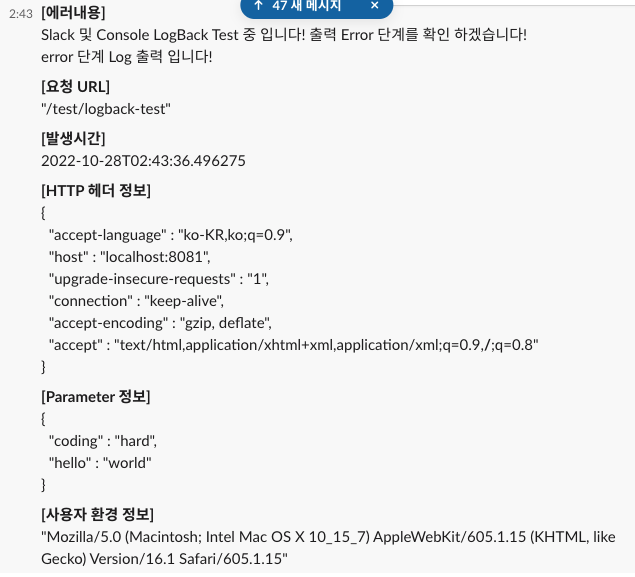 ↑ 47 새 메시지 ×
2:43 [에러내용]
Slack 및 Console LogBack Test 중 입니다! 출력 Error 단계를 확인 하겠습니다!
error 단계 Log 출력 입니다!
[요청 URL]
"/test/logback-test"
[발생시간]
2022-10-28T02:43:36.496275
[HTTP 헤더 정보]
{
"accept-language" : "ko-KR,ko;q=0.9",
"host" : "localhost:8081",
"upgrade-insecure-requests" : "1",
"connection" : "keep-alive",
"accept-encoding" : "gzip, deflate",
"accept" : "text/html,application/xhtml+xml,application/xml;q=0.9,/;q=0.8"
}
[Parameter 정보]
{
"coding" : "hard",
"hello" : "world"
}
[사용자 환경 정보]
"Mozilla/5.0 (Macintosh; Intel Mac OS X 10_15_7) AppleWebKit/605.1.15 (KHTML, like
Gecko) Version/16.1 Safari/605.1.15"